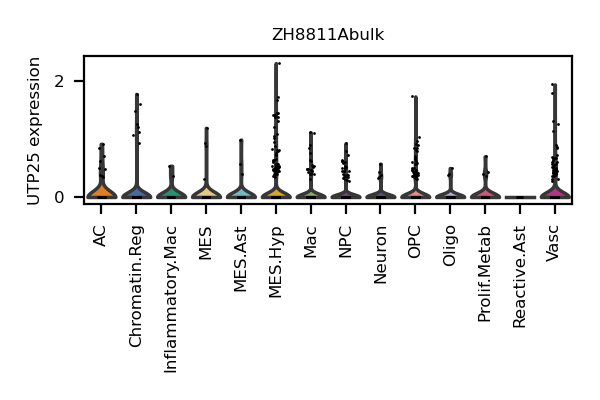 ZH8811Abulk
UTP25 expression
2
0
AC
Chromatin.Reg
Inflammatory.Mac
MES
MES.Ast
MES.Hyp
Mac
NPC
Neuron
OPC
Oligo
Prolif.Metab
Reactive.Ast
Vasc